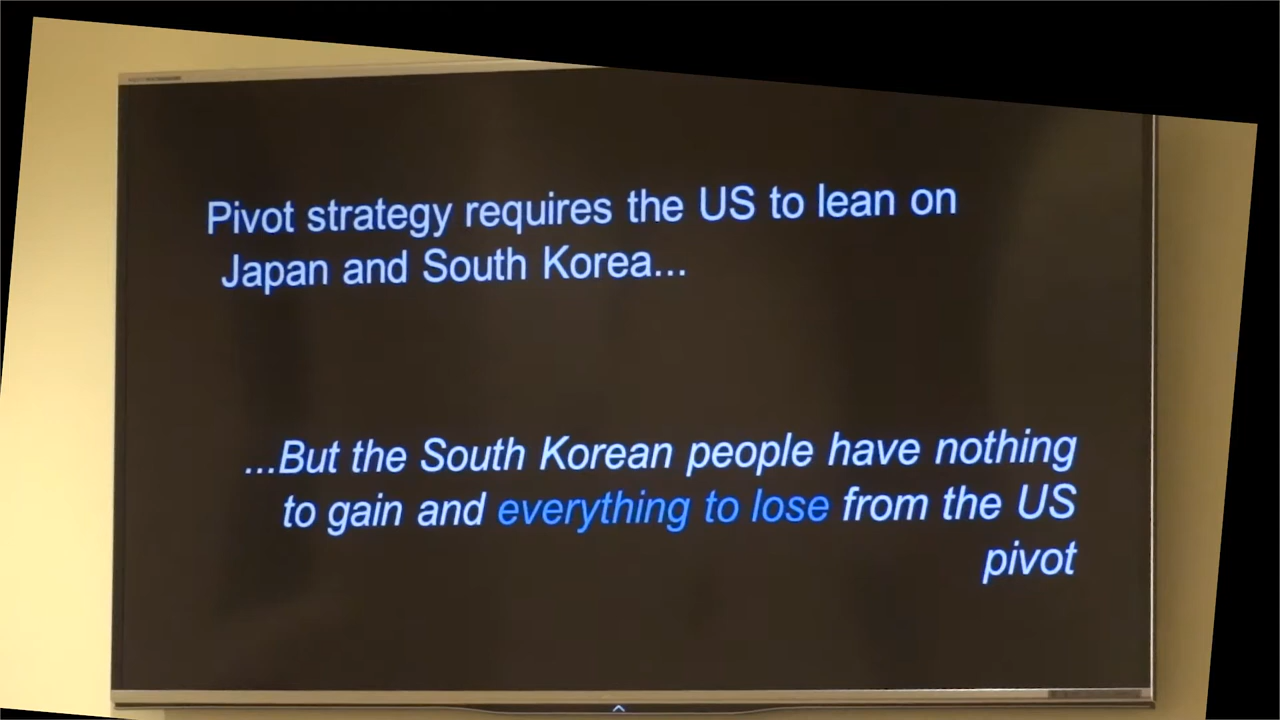 Pivot strategy requires the US to lean on
Japan and South Korea...
...But the South Korean people have nothing
to gain and everything to lose from the US
pivot